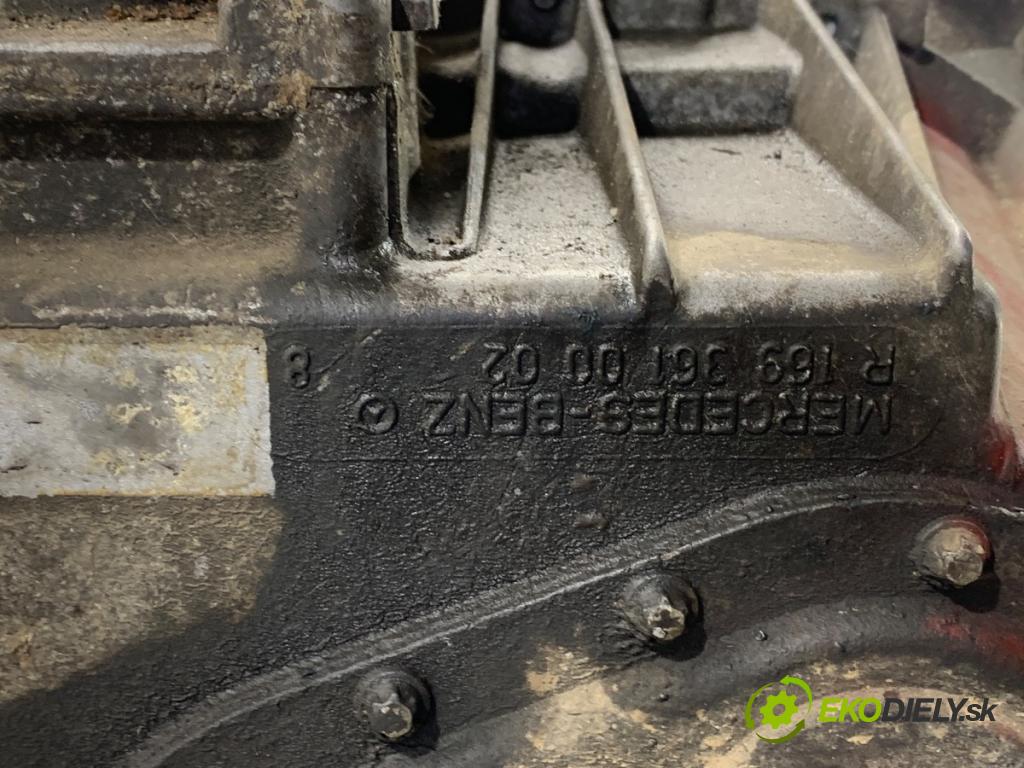 MERCEDES-BENZ
R 169 361 00 02
8
EKODIELY.sk